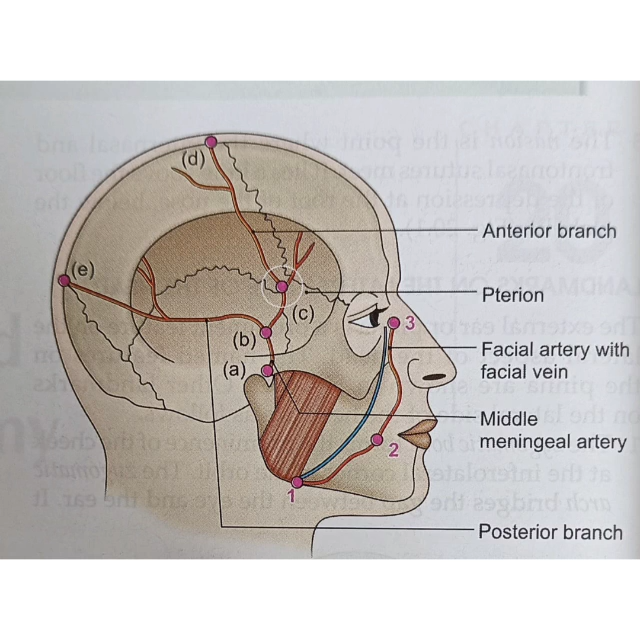 (d)
Anterior branch
(e)
Pterion
(c)
3
(b)
Facial artery with
facial vein
(a)
Middle
meningeal artery
2
1
Posterior branch